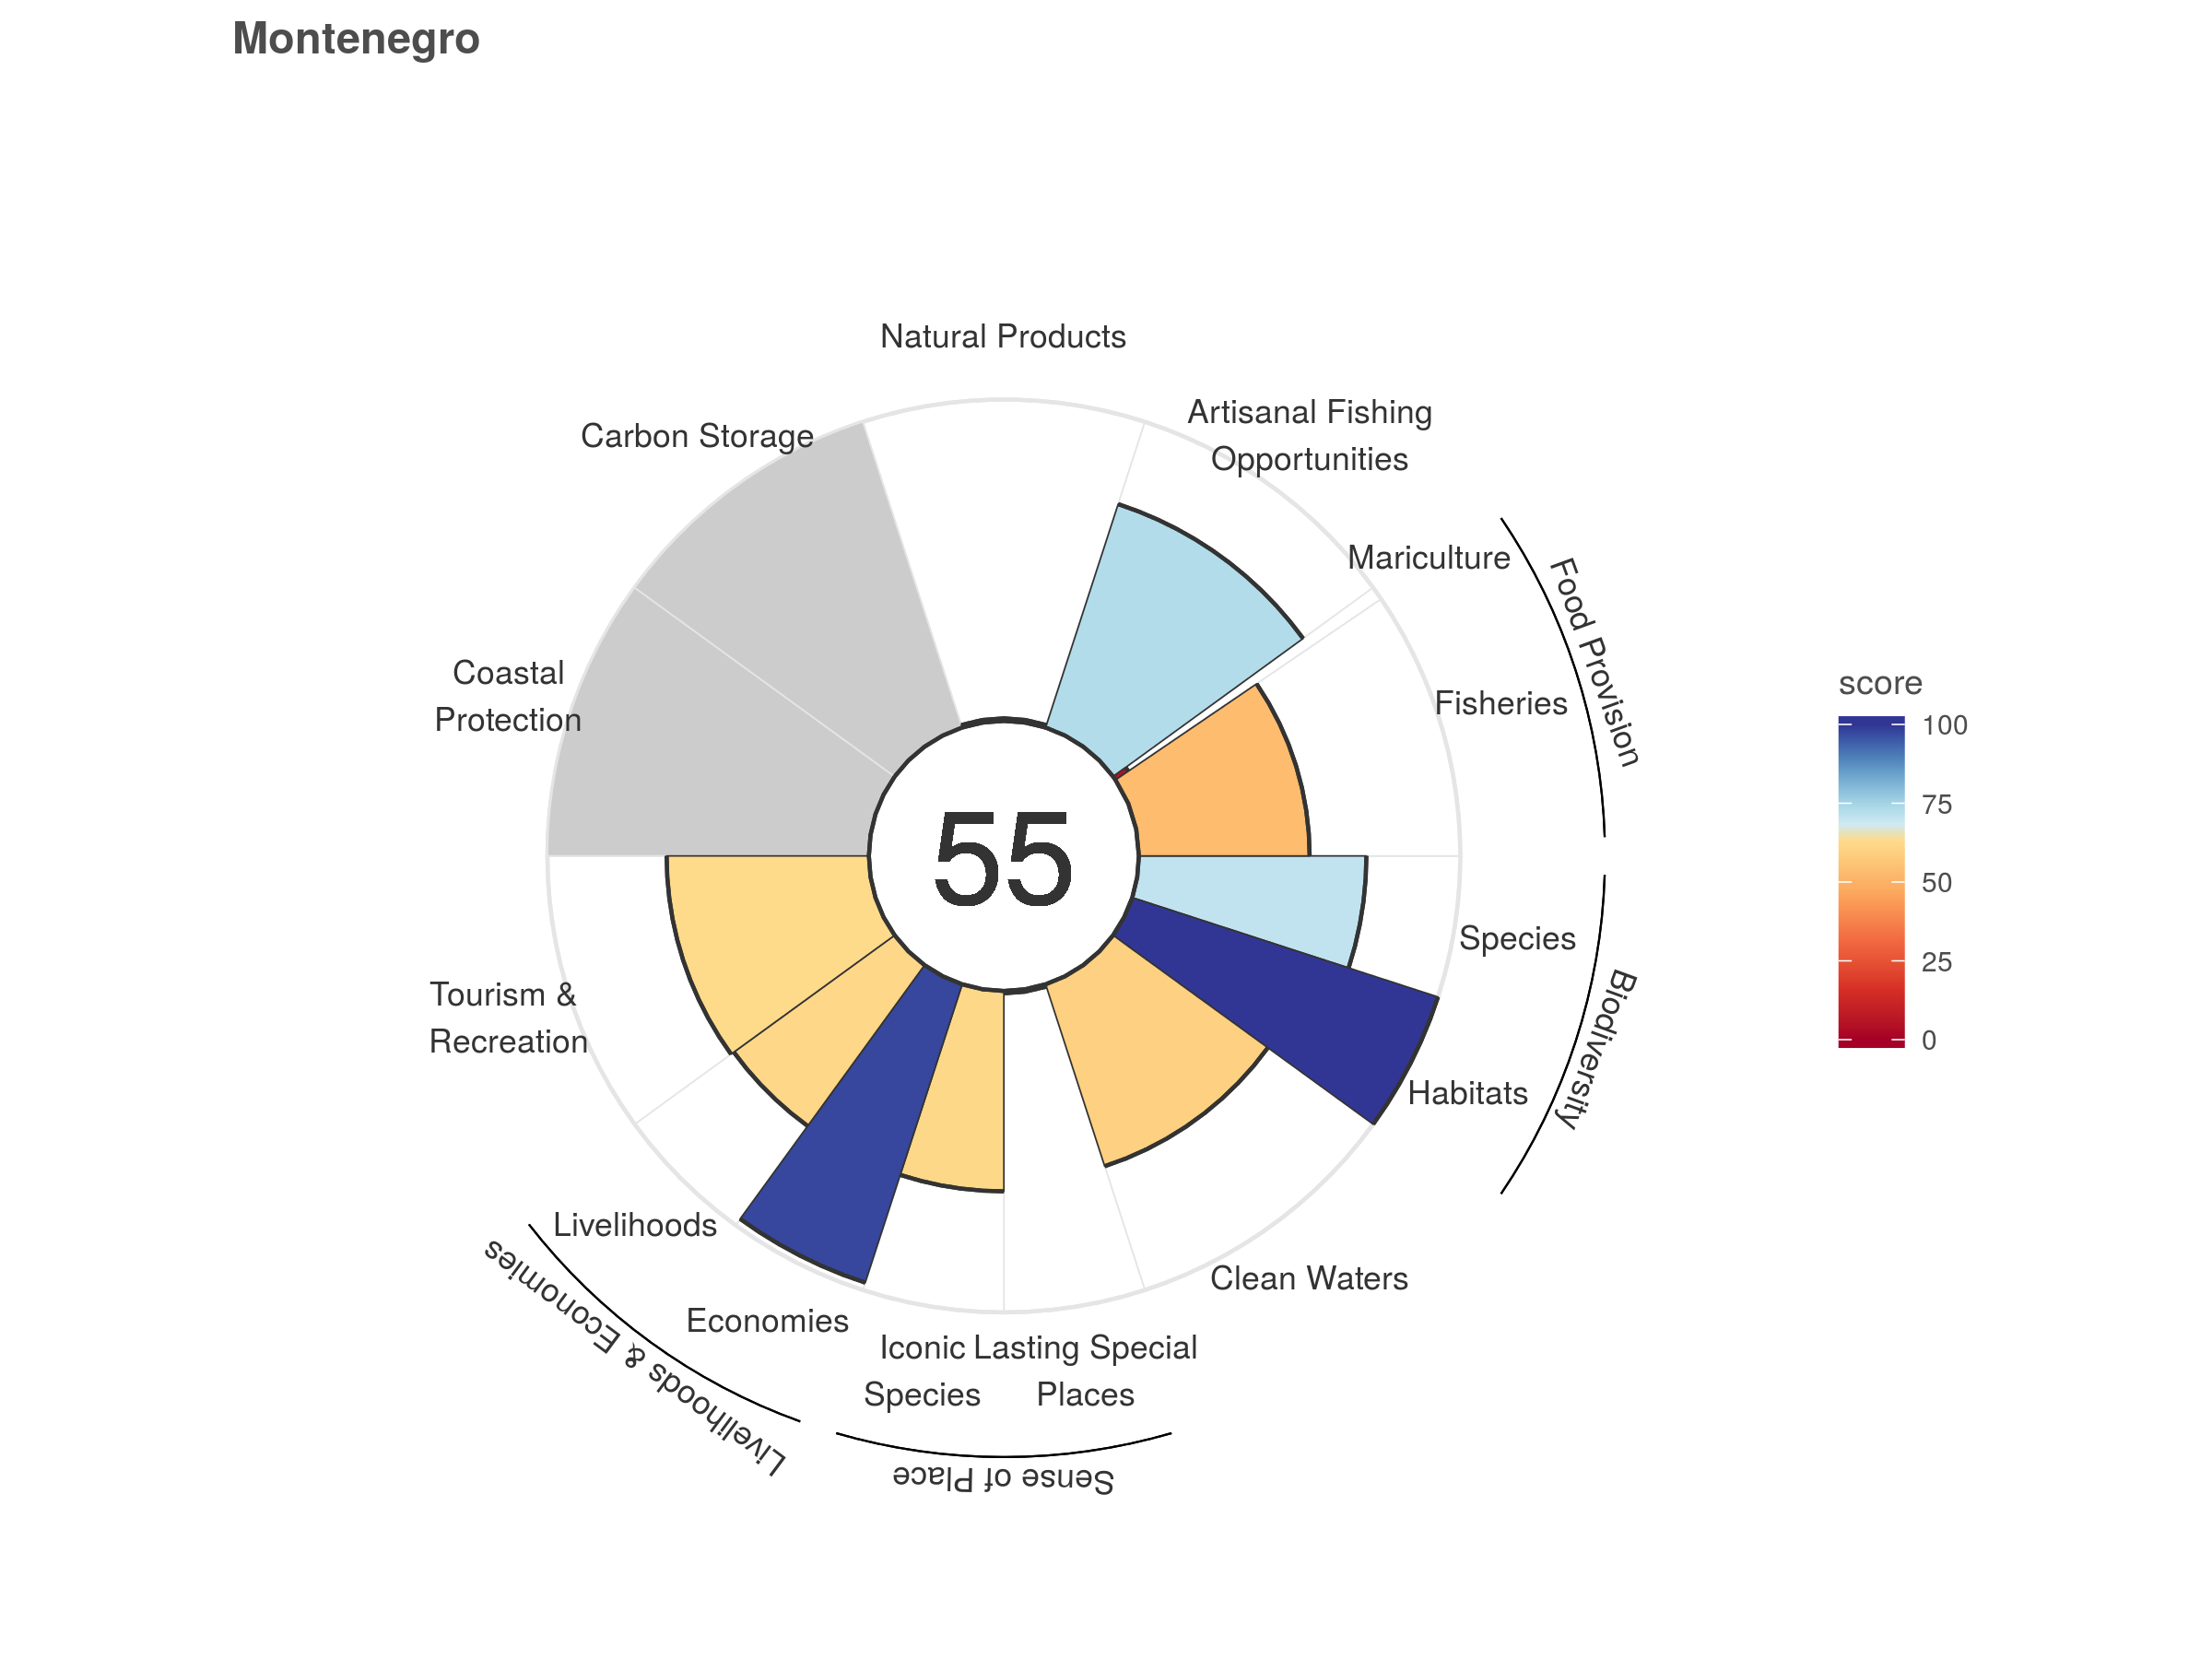 Montenegro
Natural Products
Artisanal Fishing
Opportunities
Carbon Storage
Mariculture
Food Provision
Coastal
Protection
Fisheries
score
100
75
50
25
0
55
Species
Biodiversity
Tourism &
Recreation
Habitats
Livelihoods
Clean Waters
Livelihoods & Economies
Economies
Iconic
Species
Lasting Special
Places
Sense of Place